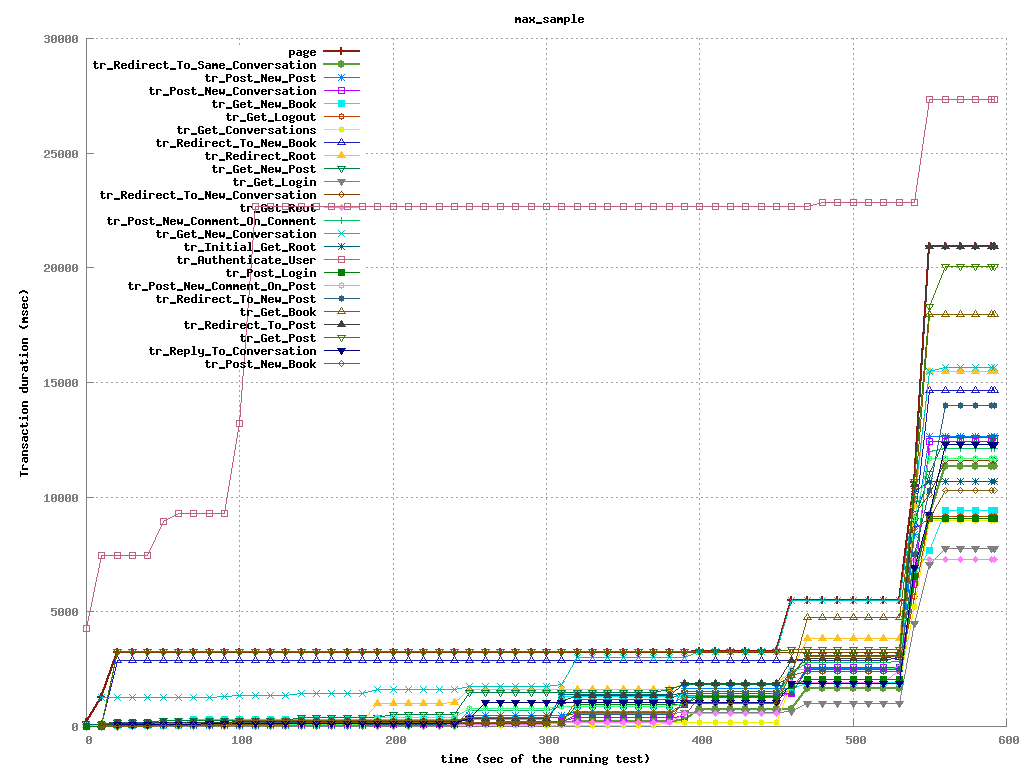 max_sample
30000
25000
20000
15000
10000
5000
0
Transaction duration (msec)
page
tr_Redirect_To_Same_Conversation
tr_Post_New_Post
tr_Post_New_Conversation
tr_Get_New_Book
tr_Get_Logout
tr_Get_Conversations
tr_Redirect_To_New_Book
tr_Redirect_Root
tr_Get_New_Post
tr_Get_Login
tr_Redirect_To_New_Conversation
tr_Get_Root
tr_Post_New_Comment_On_Comment
tr_Get_New_Conversation
tr_Initial_Get_Root
tr_Authenticate_User
tr_Post_Login
tr_Post_New_Comment_On_Post
tr_Redirect_To_New_Post
tr_Get_Book
tr_Redirect_To_Post
tr_Get_Post
tr_Reply_To_Conversation
tr_Post_New_Book
0 100 200 300 400 500 600
time (sec of the running test)